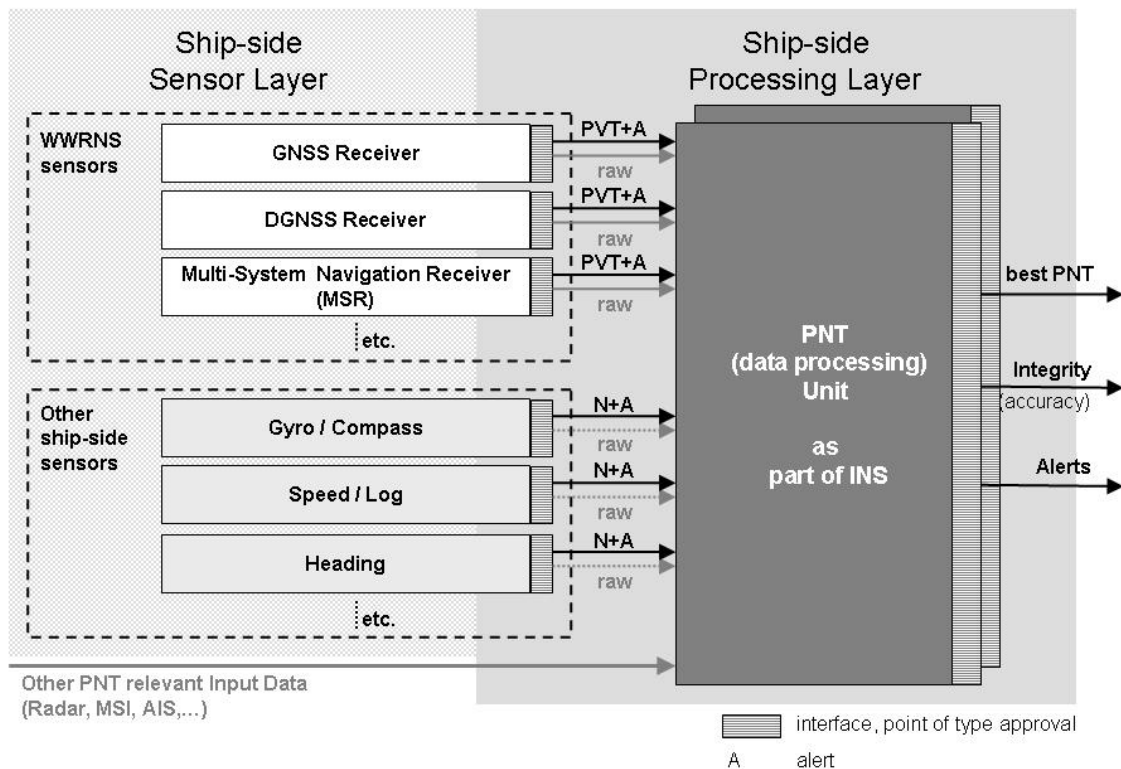 Ship-side
Sensor Layer
Ship-side
Processing Layer
WWRNS
sensors
GNSS Receiver
PVT+A
raw
DGNSS Receiver
PVT+A
raw
Multi-System Navigation Receiver
(MSR)
PVT+A
raw
etc.
Other
ship-side
sensors
Gyro / Compass
N+A
raw
Speed / Log
N+A
raw
Heading
N+A
raw
etc.
Other PNT relevant Input Data
(Radar, MSI, AIS,...)
PNT
(data processing)
Unit
as
part of INS
best PNT
Integrity
(accuracy)
Alerts
interface, point of type approval
A alert